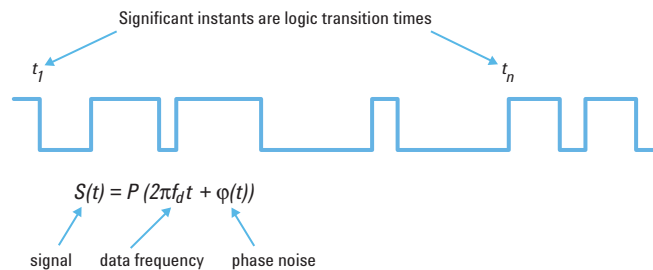 Significant instants are logic transition times
t1 tn
S(t) = P (2πfdt + φ(t))
signal data frequency phase noise